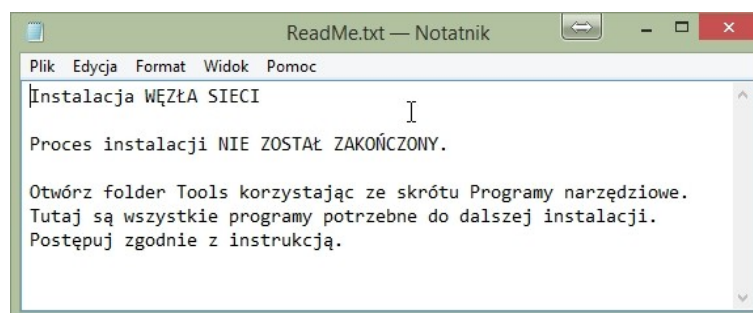 ReadMe.txt — Notatnik
Plik Edycja Format Widok Pomoc
Instalacja WĘZŁA SIECI
Proces instalacji NIE ZOSTAŁ ZAKOŃCZONY.
Otwórz folder Tools korzystając ze skrótu Programy narzędziowe.
Tutaj są wszystkie programy potrzebne do dalszej instalacji.
Postępuj zgodnie z instrukcją.